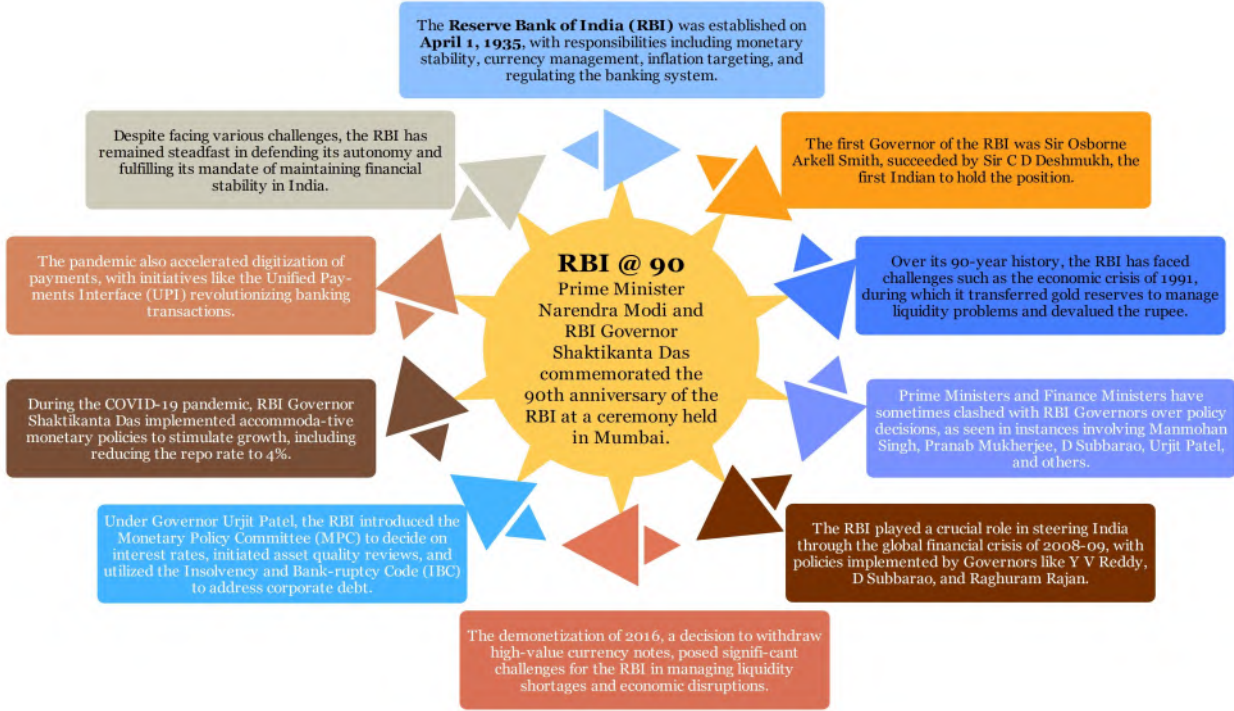 The Reserve Bank of India (RBI) was established on
April 1, 1935, with responsibilities including monetary
stability, currency management, inflation targeting, and
regulating the banking system.
The first Governor of the RBI was Sir Osborne
Arkell Smith, succeeded by Sir C D Deshmukh, the
first Indian to hold the position.
Over its 90-year history, the RBI has faced
challenges such as the economic crisis of 1991,
during which it transferred gold reserves to manage
liquidity problems and devalued the rupee.
Prime Ministers and Finance Ministers have
sometimes clashed with RBI Governors over policy
decisions, as seen in instances involving Manmohan
Singh, Pranab Mukherjee, D Subbarao, Urjit Patel,
and others.
The RBI played a crucial role in steering India
through the global financial crisis of 2008-09, with
policies implemented by Governors like Y V Reddy,
D Subbarao, and Raghuram Rajan.
The demonetization of 2016, a decision to withdraw
high-value currency notes, posed signifi-cant
challenges for the RBI in managing liquidity
shortages and economic disruptions.
Under Governor Urjit Patel, the RBI introduced the
Monetary Policy Committee (MPC) to decide on
interest rates, initiated asset quality reviews, and
utilized the Insolvency and Bank-ruptcy Code (IBC)
to address corporate debt.
During the COVID-19 pandemic, RBI Governor
Shaktikanta Das implemented accommoda-tive
monetary policies to stimulate growth, including
reducing the repo rate to 4%.
The pandemic also accelerated digitization of
payments, with initiatives like the Unified Pay-
ments Interface (UPI) revolutionizing banking
transactions.
Despite facing various challenges, the RBI has
remained steadfast in defending its autonomy and
fulfilling its mandate of maintaining financial
stability in India.
RBI @ 90
Prime Minister
Narendra Modi and
RBI Governor
Shaktikanta Das
commemorated the
90th anniversary of the
RBI at a ceremony held
in Mumbai.